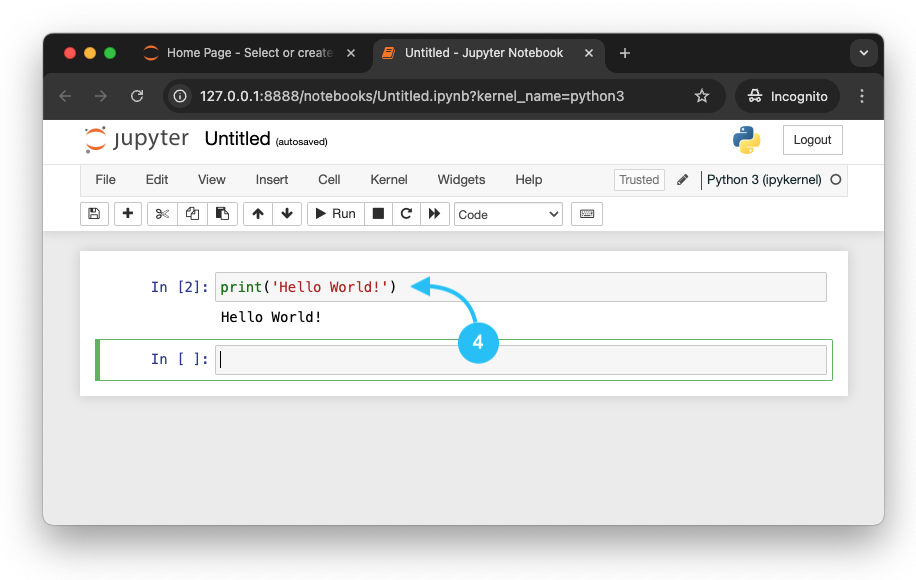 Home Page - Select or create
Untitled - Jupyter Notebook
127.0.0.1:8888/notebooks/Untitled.ipynb?kernel_name=python3
Incognito
jupyter Untitled (autosaved)
Logout
File Edit View Insert Cell Kernel Widgets Help
Trusted
Python 3 (ipykernel)
Run
Code
In [2]: print('Hello World!')
Hello World!
4
In [ ]: